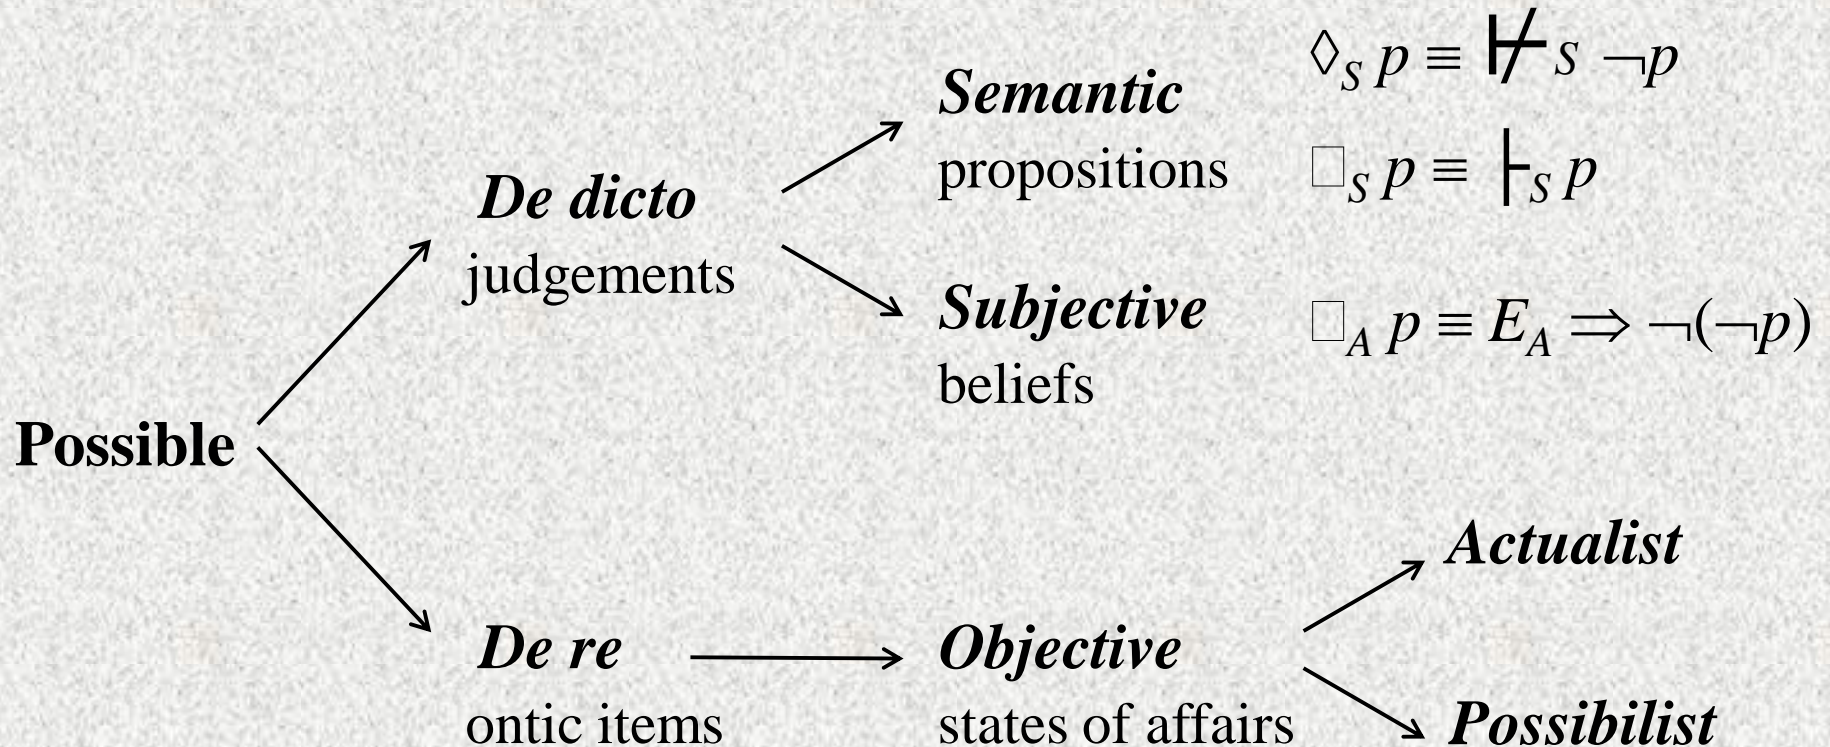 ◊S p ≡ ⊬S ¬p
Semantic
propositions
□S p ≡ ⊢S p
De dicto
judgements
Subjective
beliefs
□A p ≡ EA ⇒ ¬(¬p)
Possible
Actualist
De re
ontic items
Objective
states of affairs
Possibilist